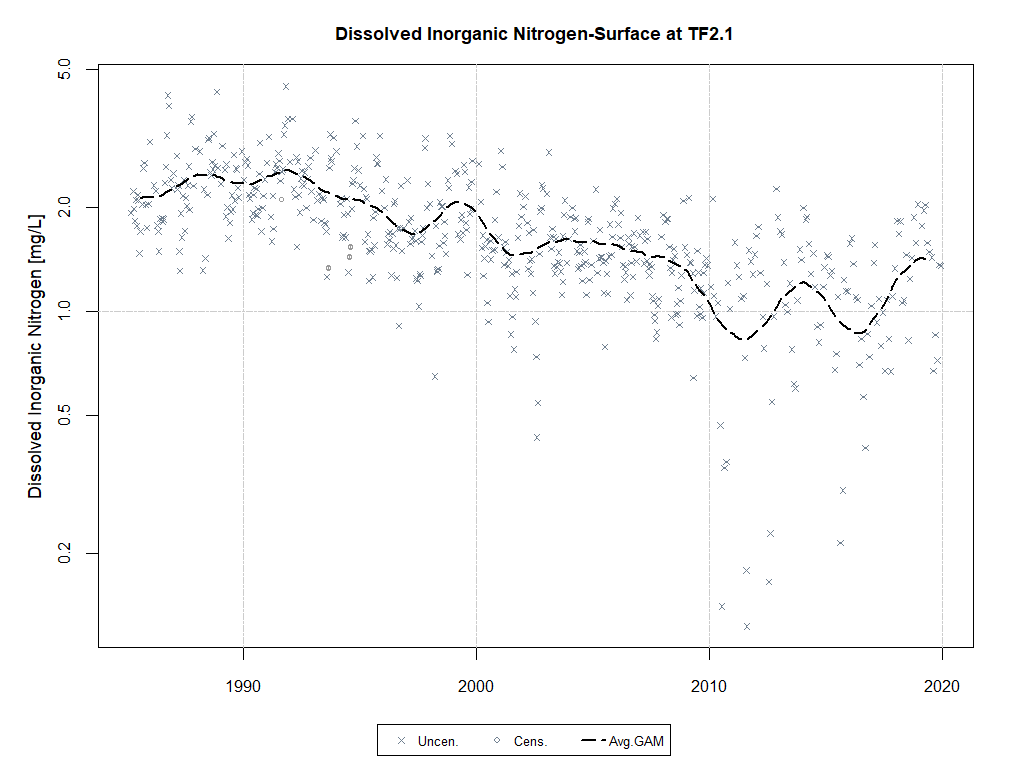 Dissolved Inorganic Nitrogen-Surface at TF2.1
Dissolved Inorganic Nitrogen [mg/L]
5.0
2.0
1.0
0.5
0.2
1990
2000
2010
2020
Uncen.
Cens.
Avg.GAM